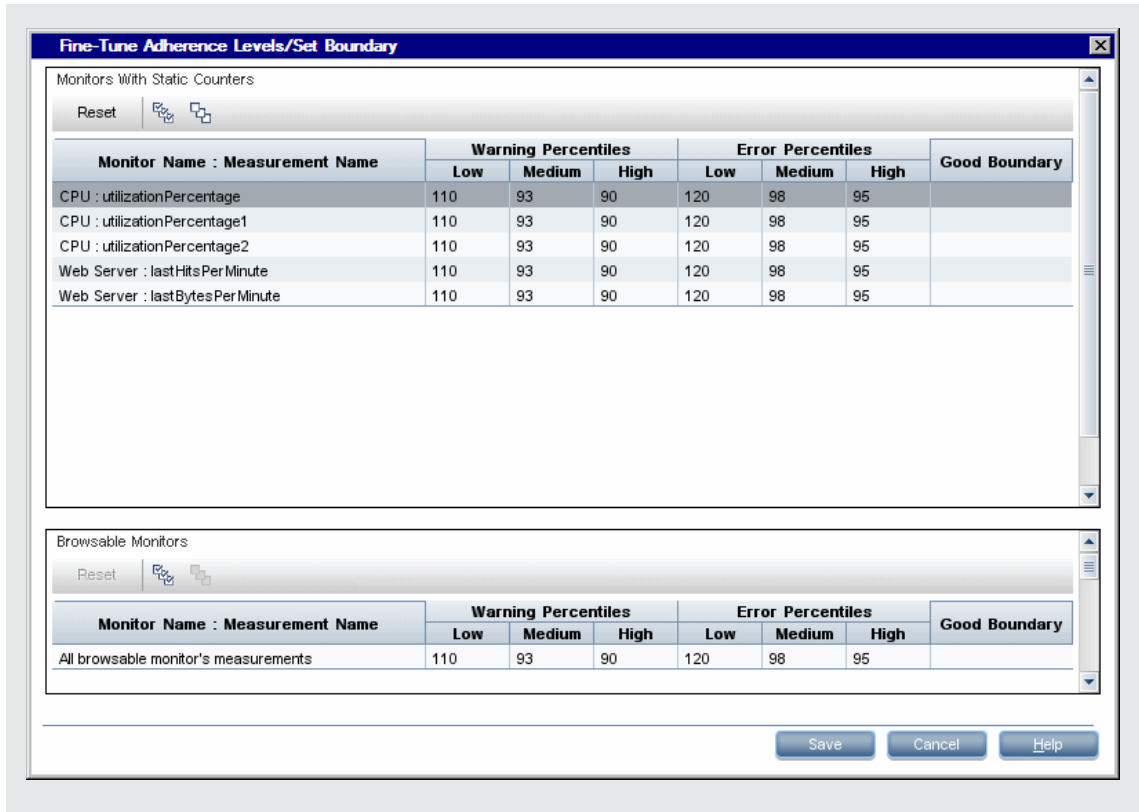 Fine-Tune Adherence Levels/Set Boundary
Monitors With Static Counters
Reset
Monitor Name : Measurement Name Warning Percentiles Error Percentiles Good Boundary
Low Medium High Low Medium High
CPU : utilizationPercentage 110 93 90 120 98 95
CPU : utilizationPercentage1 110 93 90 120 98 95
CPU : utilizationPercentage2 110 93 90 120 98 95
Web Server : lastHitsPerMinute 110 93 90 120 98 95
Web Server : lastBytesPerMinute 110 93 90 120 98 95
Browsable Monitors
Reset
Monitor Name : Measurement Name Warning Percentiles Error Percentiles Good Boundary
Low Medium High Low Medium High
All browsable monitor's measurements 110 93 90 120 98 95
Save Cancel Help